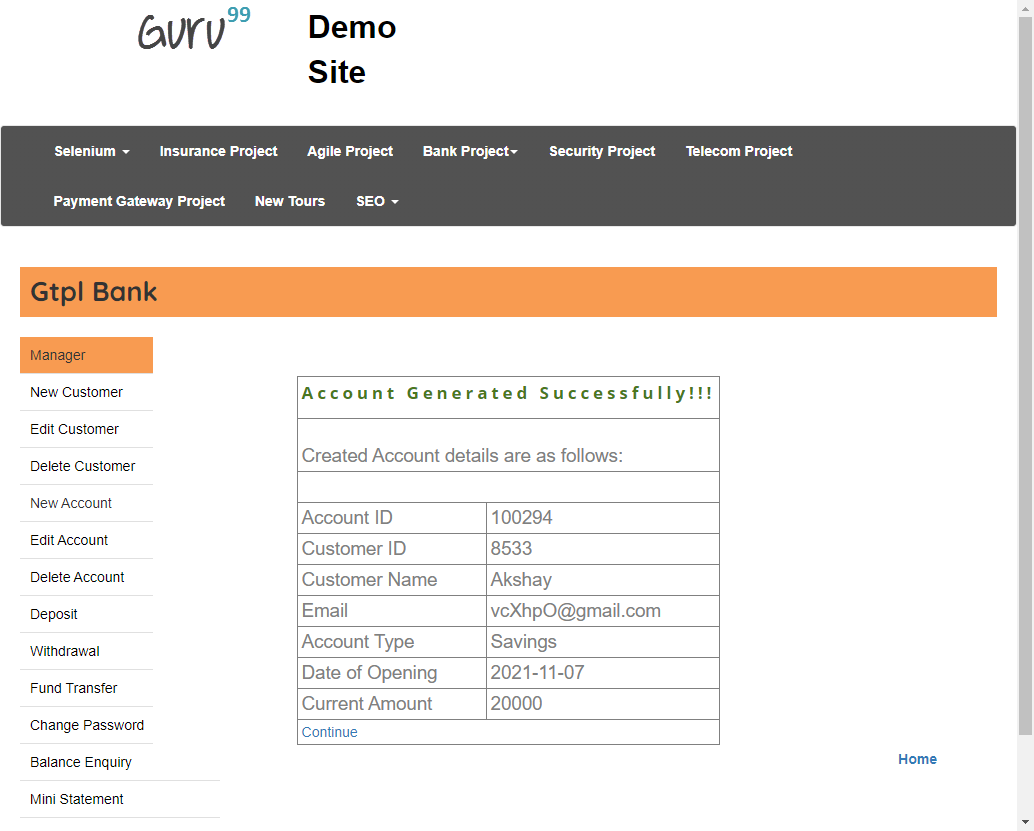 Guru99
Demo
Site
Selenium
Insurance Project
Agile Project
Bank Project
Security Project
Telecom Project
Payment Gateway Project
New Tours
SEO
Gtpl Bank
Manager
New Customer
Edit Customer
Delete Customer
New Account
Edit Account
Delete Account
Deposit
Withdrawal
Fund Transfer
Change Password
Balance Enquiry
Mini Statement
Account Generated Successfully!!!
Created Account details are as follows:
Account ID 100294
Customer ID 8533
Customer Name Akshay
Email vcXhpO@gmail.com
Account Type Savings
Date of Opening 2021-11-07
Current Amount 20000
Continue
Home